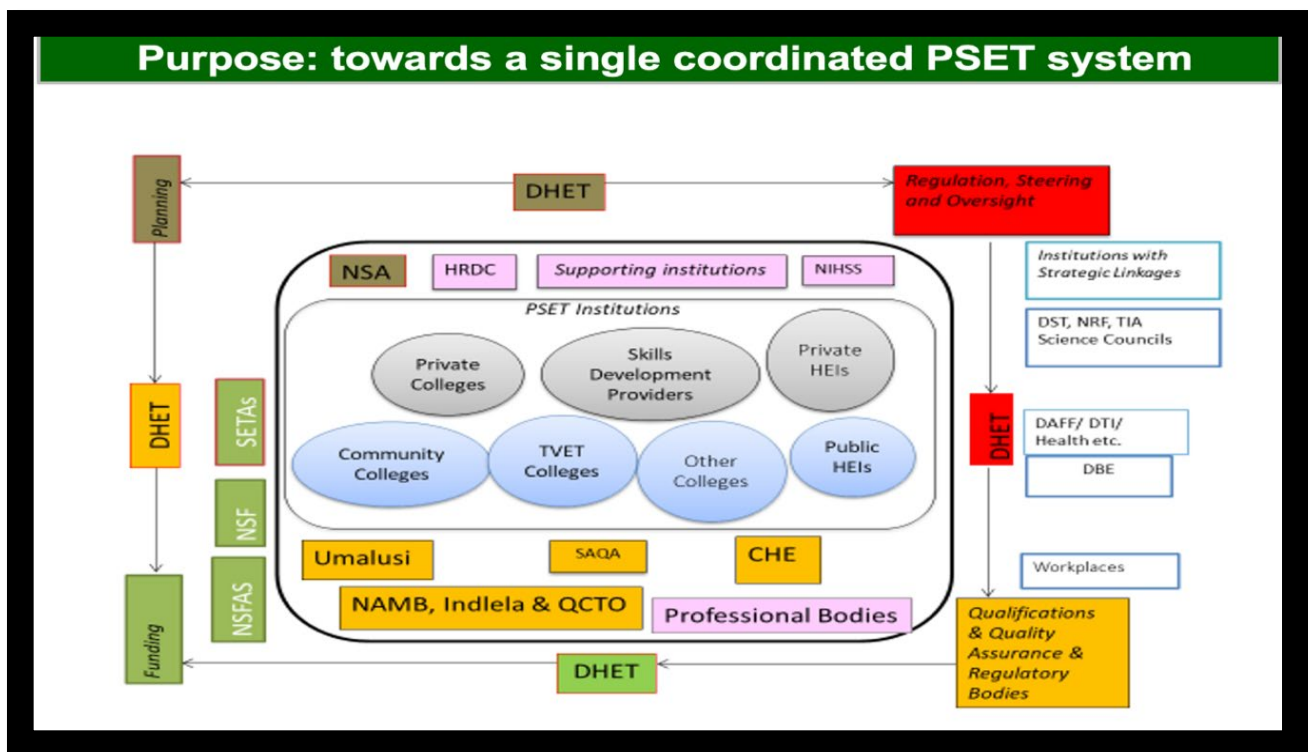 Purpose: towards a single coordinated PSET system
Planning
DHET
Regulation, Steering
and Oversight
NSA
HRDC
Supporting institutions
NIHSS
Institutions with
Strategic Linkages
PSET Institutions
DST, NRF, TIA
Science Councils
Private
Colleges
Skills
Development
Providers
Private
HEIs
DHET
SETAs
DHET
DAFF/ DTI/
Health etc.
Community
Colleges
TVET
Colleges
Other
Colleges
Public
HEIs
DBE
NSF
Umalusi
SAQA
CHE
Workplaces
NSFAS
NAMB, Indlela & QCTO
Professional Bodies
Funding
DHET
Qualifications
& Quality
Assurance &
Regulatory
Bodies